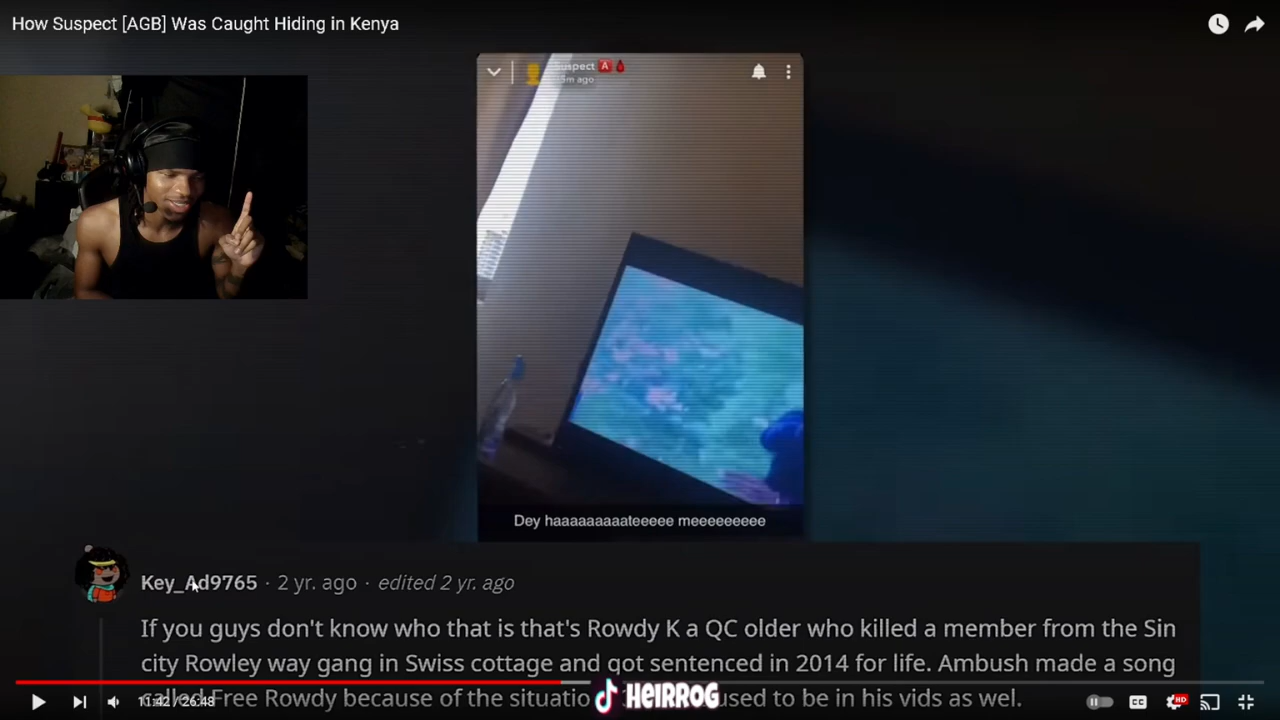 How Suspect [AGB] Was Caught Hiding in Kenya
uspect A
m ago
Dey haaaaaaaaateeeee meeeeeeeee
Key_Ad9765 · 2 yr. ago · edited 2 yr. ago
If you guys don't know who that is that's Rowdy K a QC older who killed a member from the Sin
city Rowley way gang in Swiss cottage and got sentenced in 2014 for life. Ambush made a song
called Free Rowdy because of the situatio used to be in his vids as wel.
HEIRROG
11:42 / 26:48
CC
HD